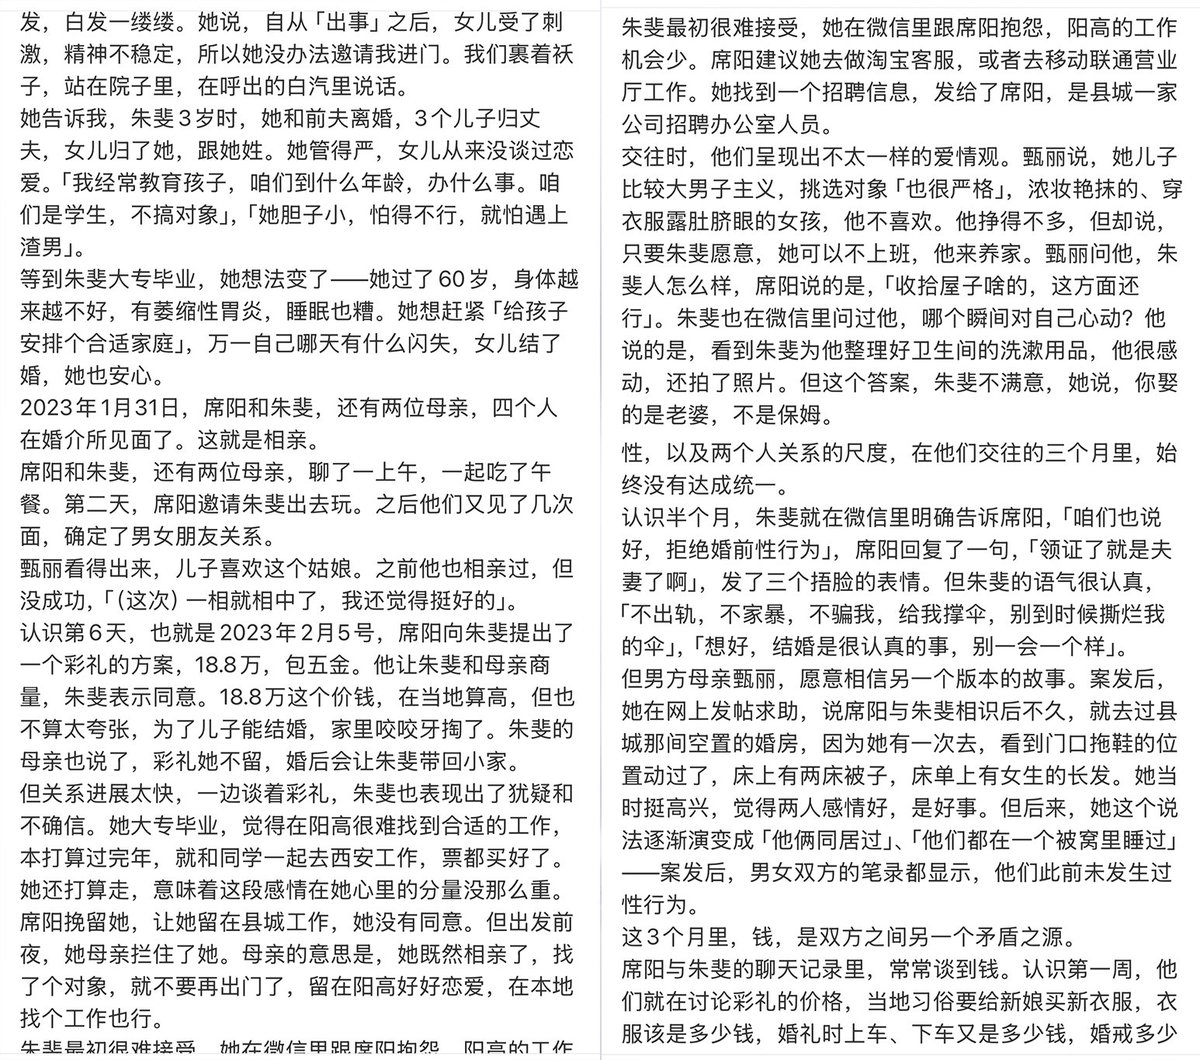 发，白发一缕缕。她说，自从「出事」之后，女儿受了刺
激，精神不稳定，所以她没办法邀请我进门。我们裹着袄
子，站在院子里，在呼出的白汽里说话。
她告诉我，朱斐3岁时，她和前夫离婚，3个儿子归丈
夫，女儿归了她，跟她姓。她管得严，女儿从来没谈过恋
爱。「我经常教育孩子，咱们到什么年龄，办什么事。咱
们是学生，不搞对象」，「她胆子小，怕得不行，就怕遇上
渣男」。
等到朱斐大专毕业，她想法变了——她过了60岁，身体越
来越不好，有萎缩性胃炎，睡眠也糟。她想赶紧「给孩子
安排个合适家庭」，万一自己哪天有什么闪失，女儿结了
婚，她也安心。
2023年1月31日，席阳和朱斐，还有两位母亲，四个人
在婚介所见面了。这就是相亲。
席阳和朱斐，还有两位母亲，聊了一上午，一起吃了午
餐。第二天，席阳邀请朱斐出去玩。之后他们又见了几次
面，确定了男女朋友关系。
甄丽看得出来，儿子喜欢这个姑娘。之前他也相亲过，但
没成功，「（这次）一相就相中了，我还觉得挺好的」。
认识第6天，也就是2023年2月5号，席阳向朱斐提出了
一个彩礼的方案，18.8万，包五金。他让朱斐和母亲商
量，朱斐表示同意。18.8万这个价钱，在当地算高，但也
不算太夸张，为了儿子能结婚，家里咬咬牙掏了。朱斐的
母亲也说了，彩礼她不留，婚后会让朱斐带回小家。
但关系进展太快，一边谈着彩礼，朱斐也表现出了犹疑和
不确信。她大专毕业，觉得在阳高很难找到合适的工作，
本打算过完年，就和同学一起去西安工作，票都买好了。
她还打算走，意味着这段感情在她心里的分量没那么重。
席阳挽留她，让她留在县城工作，她没有同意。但出发前
夜，她母亲拦住了她。母亲的意思是，她既然相亲了，找
了个对象，就不要再出门了，留在阳高好好恋爱，在本地
找个工作也行。
朱斐最初很难接受，她在微信里跟席阳抱怨，阳高的工作
朱斐最初很难接受，她在微信里跟席阳抱怨，阳高的工作
机会少。席阳建议她去做淘宝客服，或者去移动联通营业
厅工作。她找到一个招聘信息，发给了席阳，是县城一家
公司招聘办公室人员。
交往时，他们呈现出不太一样的爱情观。甄丽说，她儿子
比较大男子主义，挑选对象「也很严格」，浓妆艳抹的、穿
衣服露肚脐眼的女孩，他不喜欢。他挣得不多，但却说，
只要朱斐愿意，她可以不上班，他来养家。甄丽问他，朱
斐人怎么样，席阳说的是，「收拾屋子啥的，这方面还
行」。朱斐也在微信里问过他，哪个瞬间对自己心动？他
说的是，看到朱斐为他整理好卫生间的洗漱用品，他很感
动，还拍了照片。但这个答案，朱斐不满意，她说，你娶
的是老婆，不是保姆。
性，以及两个人关系的尺度，在他们交往的三个月里，始
终没有达成统一。
认识半个月，朱斐就在微信里明确告诉席阳，「咱们也说
好，拒绝婚前性行为」，席阳回复了一句，「领证了就是夫
妻了啊」，发了三个捂脸的表情。但朱斐的语气很认真，
「不出轨，不家暴，不骗我，给我撑伞，别到时候撕烂我
的伞」，「想好，结婚是很认真的事，别一会一个样」。
但男方母亲甄丽，愿意相信另一个版本的故事。案发后，
她在网上发帖求助，说席阳与朱斐相识后不久，就去过县
城那间空置的婚房，因为她有一次去，看到门口拖鞋的位
置动过了，床上有两床被子，床单上有女生的长发。她当
时挺高兴，觉得两人感情好，是好事。但后来，她这个说
法逐渐演变成「他俩同居过」、「他们都在一个被窝里睡过」
——案发后，男女双方的笔录都显示，他们此前未发生过
性行为。
这3个月里，钱，是双方之间另一个矛盾之源。
席阳与朱斐的聊天记录里，常常谈到钱。认识第一周，他
们就在讨论彩礼的价格，当地习俗要给新娘买新衣服，衣
服该是多少钱，婚礼时上车、下车又是多少钱，婚戒多少